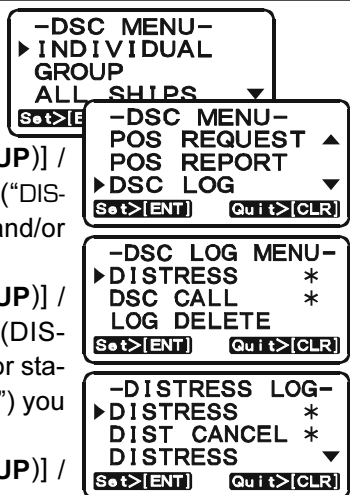 -DSC MENU-
▶INDIVIDUAL
GROUP
ALL SHIPS ▼
Set>[E
-DSC MENU-
POS REQUEST ▲
POS REPORT
▶DSC LOG ▼
Set>[ENT] Quit>[CLR]
UP)] /
(“DIS-
and/or
-DSC LOG MENU-
▶DISTRESS *
DSC CALL *
LOG DELETE
Set>[ENT] Quit>[CLR]
UP)] /
(DIS-
or sta-
”) you
-DISTRESS LOG-
▶DISTRESS *
DIST CANCEL *
DISTRESS ▼
Set>[ENT] Quit>[CLR]
UP)] /